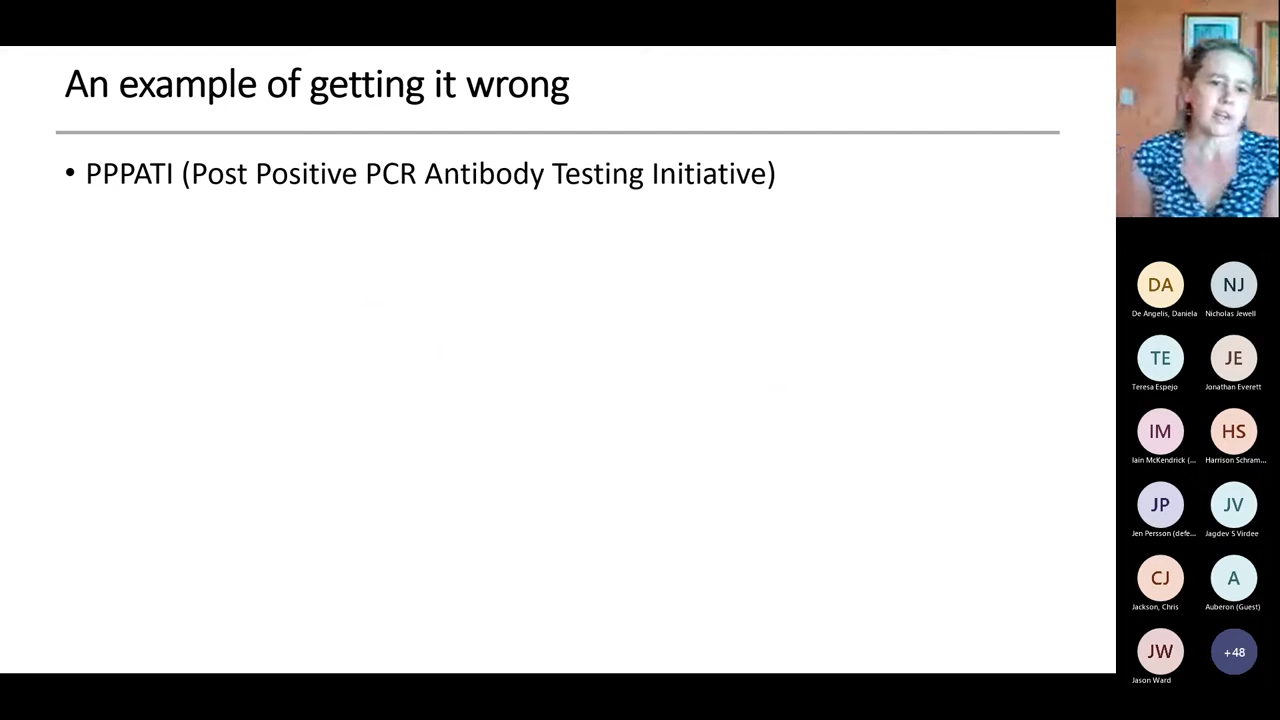 An example of getting it wrong
• PPPATI (Post Positive PCR Antibody Testing Initiative)
DA
NJ
De Angelis, Daniela
Nicholas Jewell
TE
JE
Teresa Espejo
Jonathan Everett
IM
HS
Iain McKendrick (...
Harrison Schram...
JP
JV
Jen Persson (defe...
Jagdev S Virdee
CJ
A
Jackson, Chris
Auberon (Guest)
JW
+48
Jason Ward